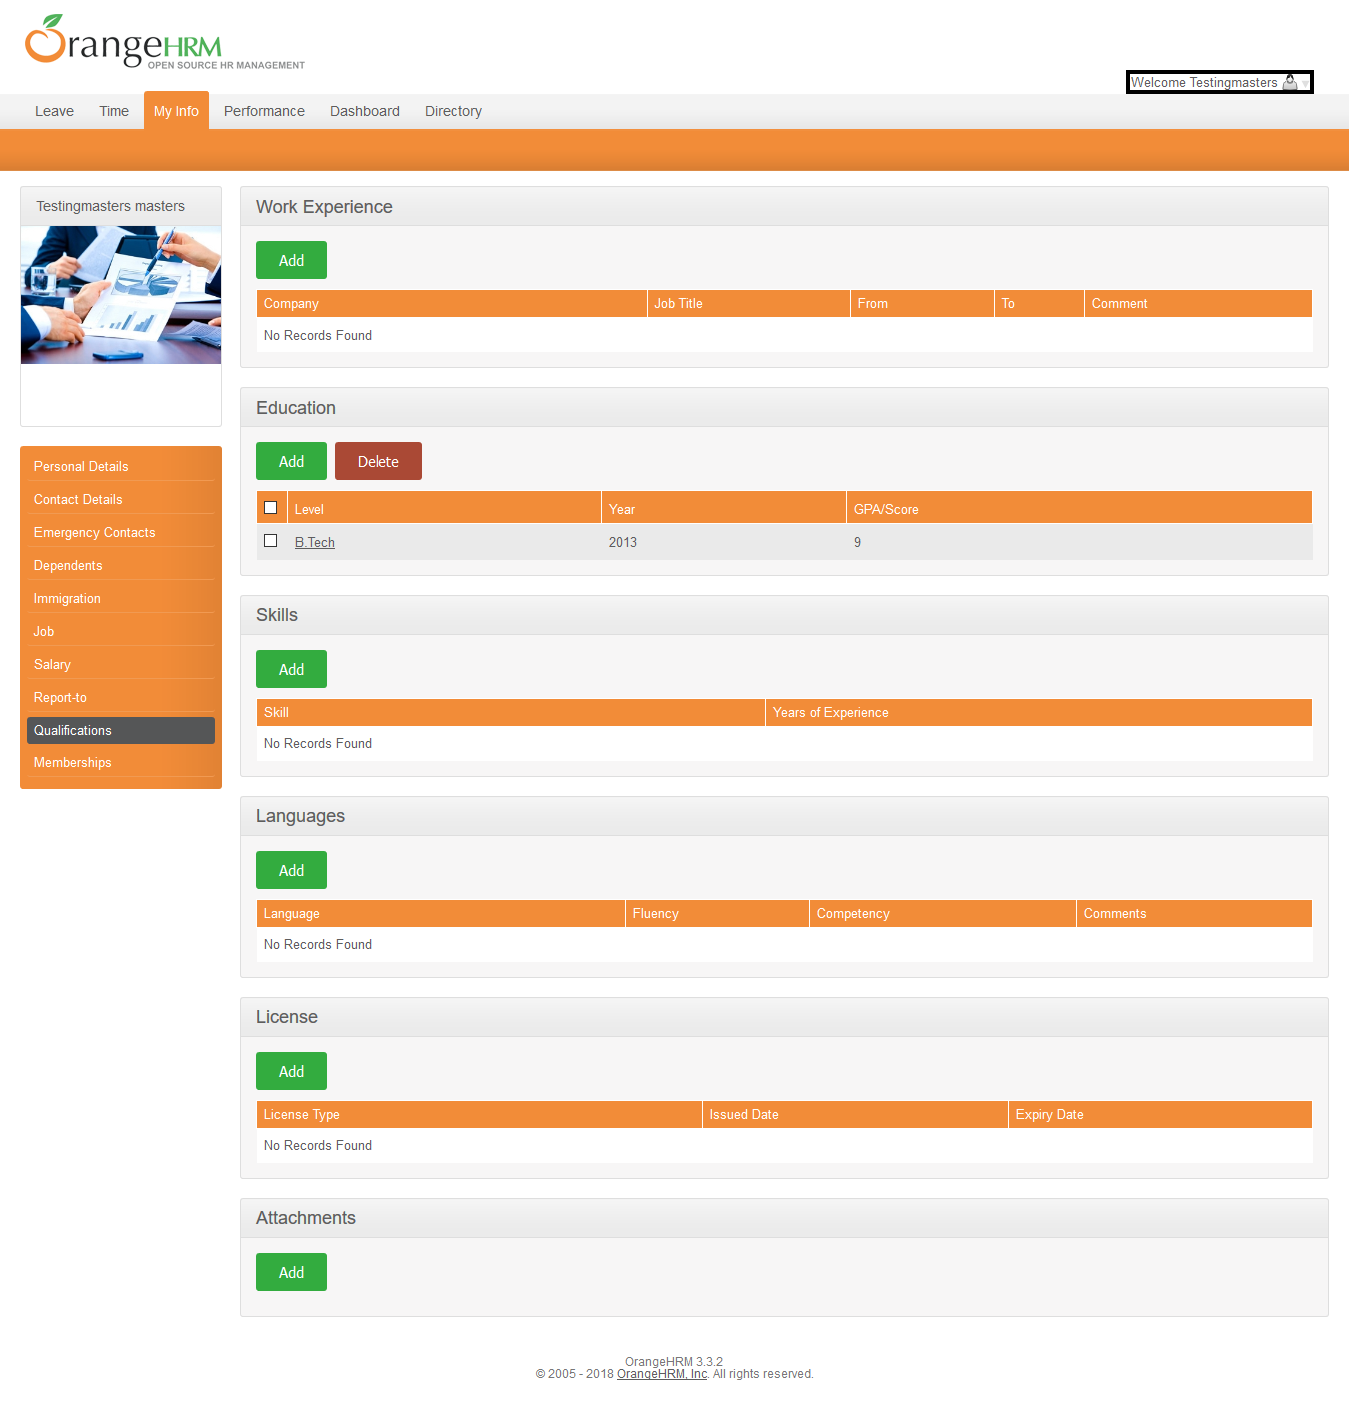 OrangeHRM
OPEN SOURCE HR MANAGEMENT
Welcome Testingmasters
Leave Time My Info Performance Dashboard Directory
Testingmasters masters
Personal Details
Contact Details
Emergency Contacts
Dependents
Immigration
Job
Salary
Report-to
Qualifications
Memberships
Work Experience
Add
Company Job Title From To Comment
No Records Found
Education
Add Delete
Level Year GPA/Score
B.Tech 2013 9
Skills
Add
Skill Years of Experience
No Records Found
Languages
Add
Language Fluency Competency Comments
No Records Found
License
Add
License Type Issued Date Expiry Date
No Records Found
Attachments
Add
OrangeHRM 3.3.2
© 2005 - 2018 OrangeHRM, Inc. All rights reserved.